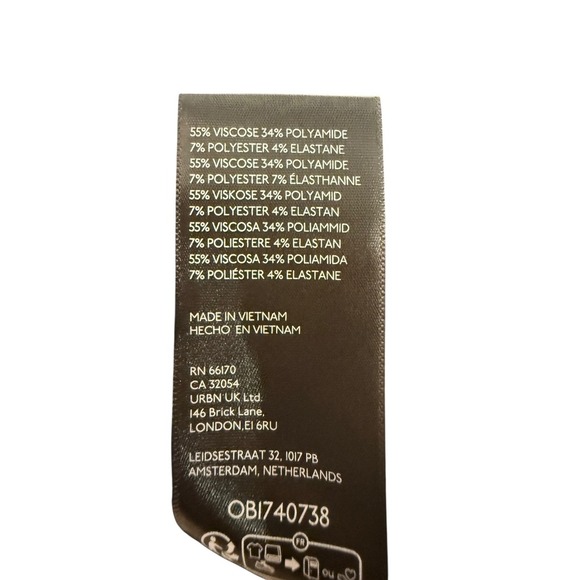 55% VISCOSE 34% POLYAMIDE
7% POLYESTER 4% ELASTANE
55% VISCOSE 34% POLYAMIDE
7% POLYESTER 7% ÉLASTHANNE
55% VISKOSE 34% POLYAMID
7% POLYESTER 4% ELASTAN
55% VISCOSA 34% POLIAMMID
7% POLIESTERE 4% ELASTAN
55% VISCOSA 34% POLIAMIDA
7% POLIÉSTER 4% ELASTANE
MADE IN VIETNAM
HECHO EN VIETNAM
RN 66170
CA 32054
URBN UK Ltd.
146 Brick Lane,
LONDON,E1 6RU
LEIDSESTRAAT 32, 1017 PB
AMSTERDAM, NETHERLANDS
OB1740738
FR
OU